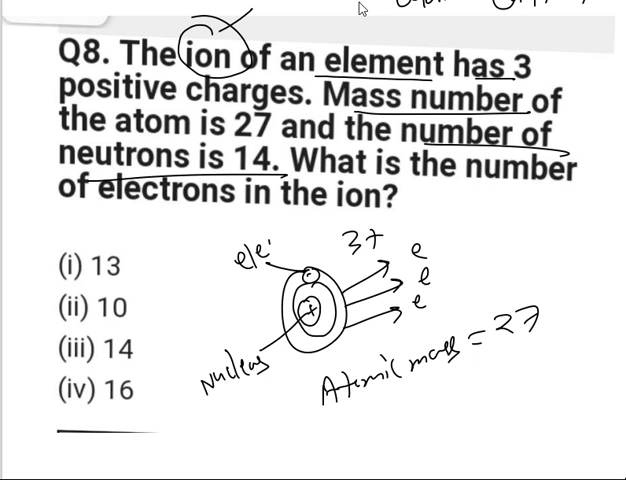 Q8. The ion of an element has 3
positive charges. Mass number of
the atom is 27 and the number of
neutrons is 14. What is the number
of electrons in the ion?
3+
ele
e
e
e
+
(i) 13
(ii) 10
(iii) 14
(iv) 16
Nucleus
Atomic mass = 27